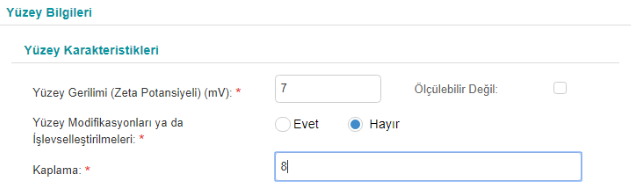 Yüzey Bilgileri
Yüzey Karakteristikleri
Yüzey Gerilimi (Zeta Potansiyeli) (mV): * 7 Ölçülebilir Değil:
Yüzey Modifikasyonları ya da
İşlevselleştirilmeleri: * Evet Hayır
Kaplama: * 8